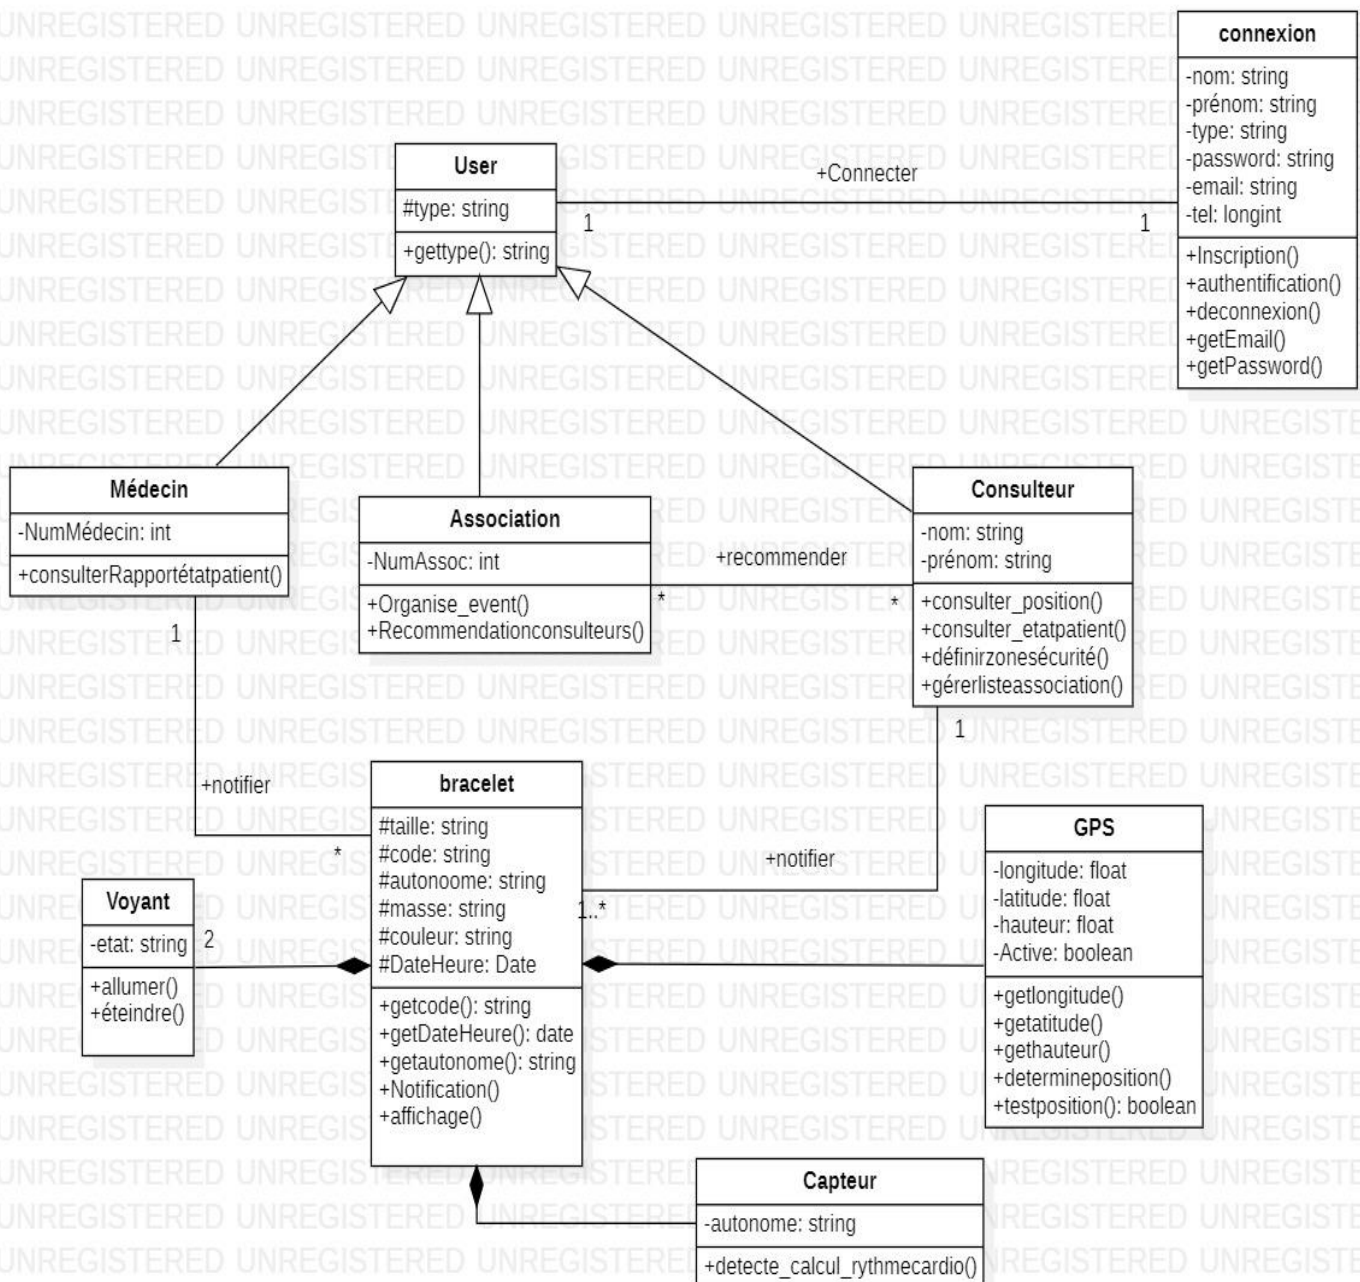 UNREGISTERED UNREGISTERED UNREGISTERED UNREGISTERED UNREGISTERED
connexion
-nom: string
-prénom: string
-type: string
-password: string
-email: string
-tel: longint
+Inscription()
+authentification()
+deconnexion()
+getEmail()
+getPassword()
User
#type: string
+gettype(): string
+Connecter
1
1
Médecin
-NumMédecin: int
+consulterRapportétatpatient()
Association
-NumAssoc: int
+Organise_event()
+Recommendationconsulteurs()
+recommender
*
*
Consulteur
-nom: string
-prénom: string
+consulter_position()
+consulter_etatpatient()
+définirzonesécurité()
+gérerlisteassociation()
1
1
+notifier
*
bracelet
#taille: string
#code: string
#autonoome: string
#masse: string
#couleur: string
#DateHeure: Date
+getcode(): string
+getDateHeure(): date
+getautonome(): string
+Notification()
+affichage()
+notifier
1..*
GPS
-longitude: float
-latitude: float
-hauteur: float
-Active: boolean
+getlongitude()
+getatitude()
+gethauteur()
+determineposition()
+testposition(): boolean
Voyant
-etat: string
+allumer()
+éteindre()
2
Capteur
-autonome: string
+detecte_calcul_rythmecardio()